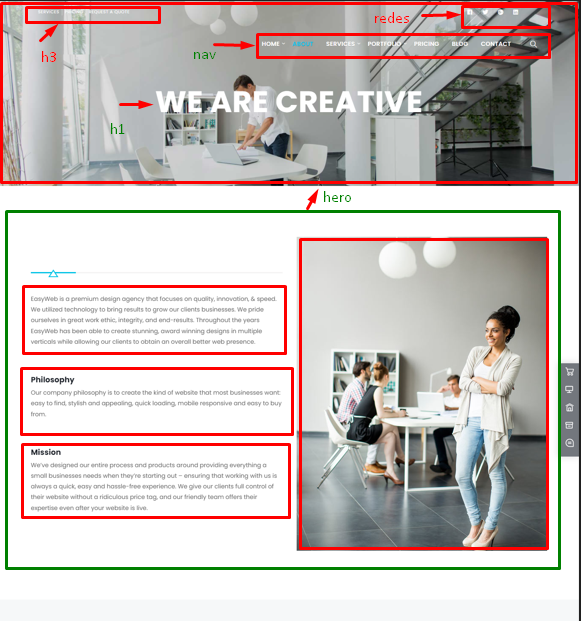 redes
h3
HOME ABOUT SERVICES PORTFOLIO PRICING BLOG CONTACT
nav
WE ARE CREATIVE
h1
hero
EasyWeb is a premium design agency that focuses on quality, innovation, & speed.
We utilized technology to bring results to grow our clients businesses. We pride
ourselves in great work ethic, integrity, and end-results. Throughout the years
EasyWeb has been able to create stunning, award winning designs in multiple
verticals while allowing our clients to obtain an overall better web presence.
Philosophy
Our company philosophy is to create the kind of website that most businesses want:
easy to find, stylish and appealing, quick loading, mobile responsive and easy to buy
from.
Mission
We've designed our entire process and products around providing everything a
small businesses needs when they're starting out – ensuring that working with us is
always a quick, easy and hassle-free experience. We give our clients full control of
their website without a ridiculous price tag, and our friendly team offers their
expertise even after your website is live.